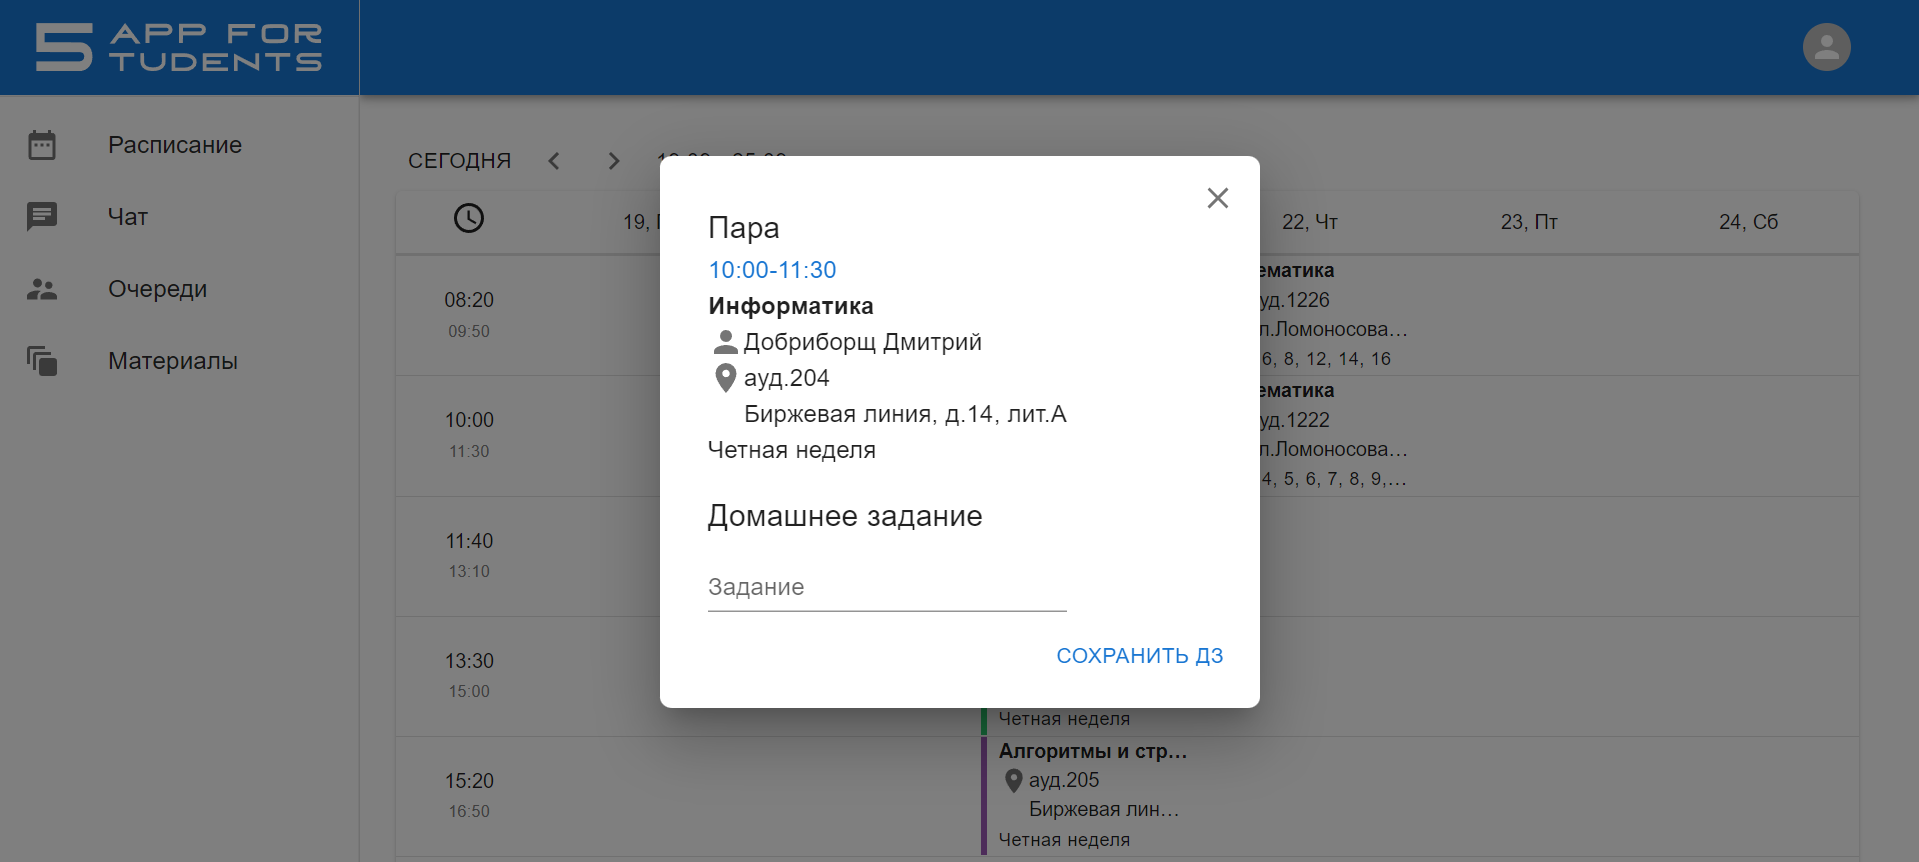 5 APP FOR
TUDENTS
Расписание
Чат
Очереди
Материалы
СЕГОДНЯ
19,
22, Чт
23, Пт
24, Сб
08:20
09:50
10:00
11:30
11:40
13:10
13:30
15:00
15:20
16:50
Пара
10:00-11:30
Информатика
Добриборщ Дмитрий
ауд.204
Биржевая линия, д.14, лит.А
Четная неделя
Домашнее задание
Задание
СОХРАНИТЬ ДЗ
ематика
уд.1226
л.Ломоносова...
6, 8, 12, 14, 16
ематика
уд.1222
л.Ломоносова...
4, 5, 6, 7, 8, 9,...
Четная неделя
Алгоритмы и стр...
ауд.205
Биржевая лин...
Четная неделя